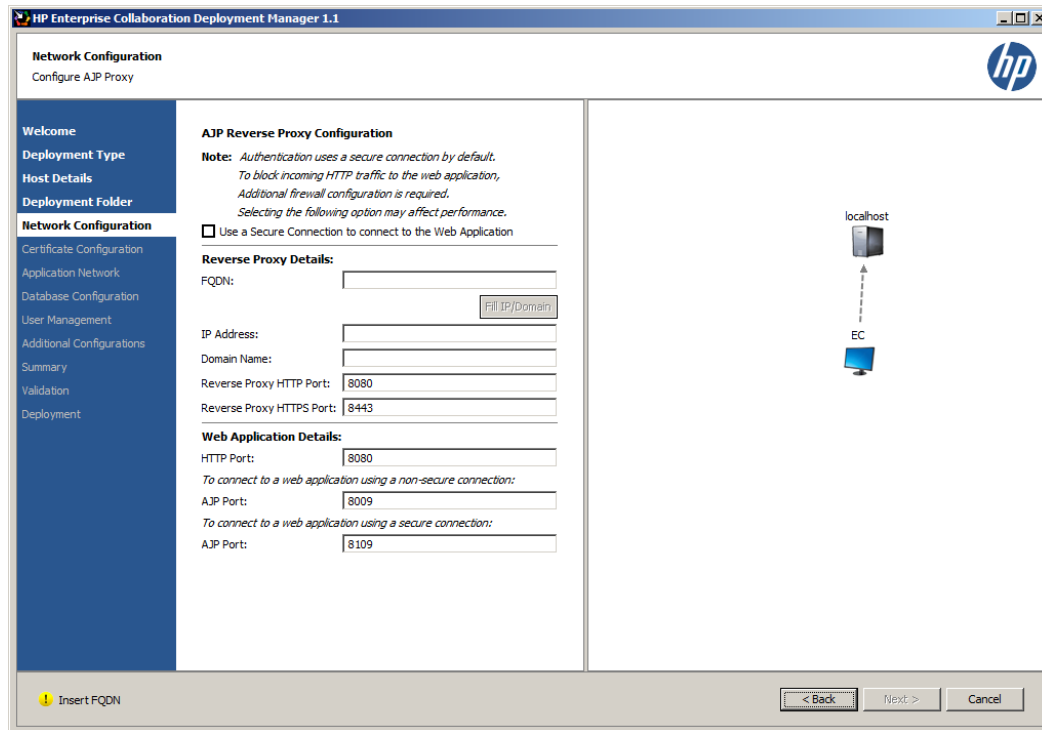 HP Enterprise Collaboration Deployment Manager 1.1
Network Configuration
Configure AJP Proxy
hp
Welcome
Deployment Type
Host Details
Deployment Folder
Network Configuration
Certificate Configuration
Application Network
Database Configuration
User Management
Additional Configurations
Summary
Validation
Deployment
AJP Reverse Proxy Configuration
Note: Authentication uses a secure connection by default.
To block incoming HTTP traffic to the web application,
Additional firewall configuration is required.
Selecting the following option may affect performance.
Use a Secure Connection to connect to the Web Application
Reverse Proxy Details:
FQDN:
Fill IP/Domain
IP Address:
Domain Name:
Reverse Proxy HTTP Port: 8080
Reverse Proxy HTTPS Port: 8443
Web Application Details:
HTTP Port: 8080
To connect to a web application using a non-secure connection:
AJP Port: 8009
To connect to a web application using a secure connection:
AJP Port: 8109
localhost
EC
! Insert FQDN
< Back Next > Cancel